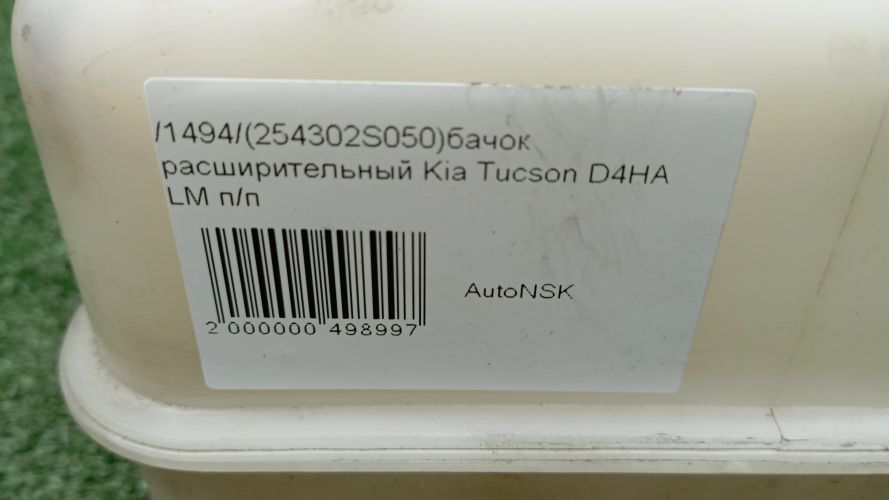 /1494/(254302S050)бачок
расширительный Kia Tucson D4HA
LM п/п
AutoNSK
2 000000 498997